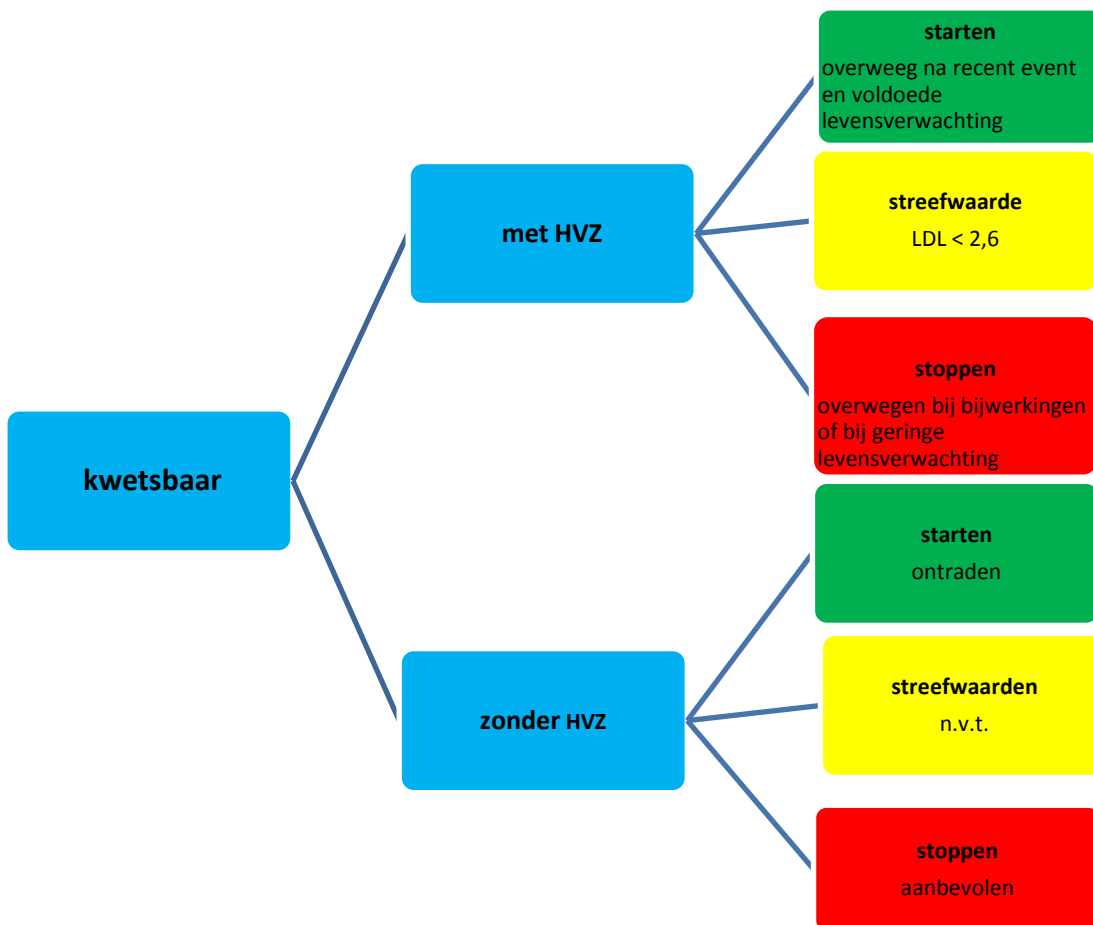 starten
overweeg na recent event
en voldoede
levensverwachting
met HVZ
streefwaarde
LDL < 2,6
stoppen
overwegen bij bijwerkingen
of bij geringe
levensverwachting
kwetsbaar
starten
ontraden
zonder HVZ
streefwaarden
n.v.t.
stoppen
aanbevolen